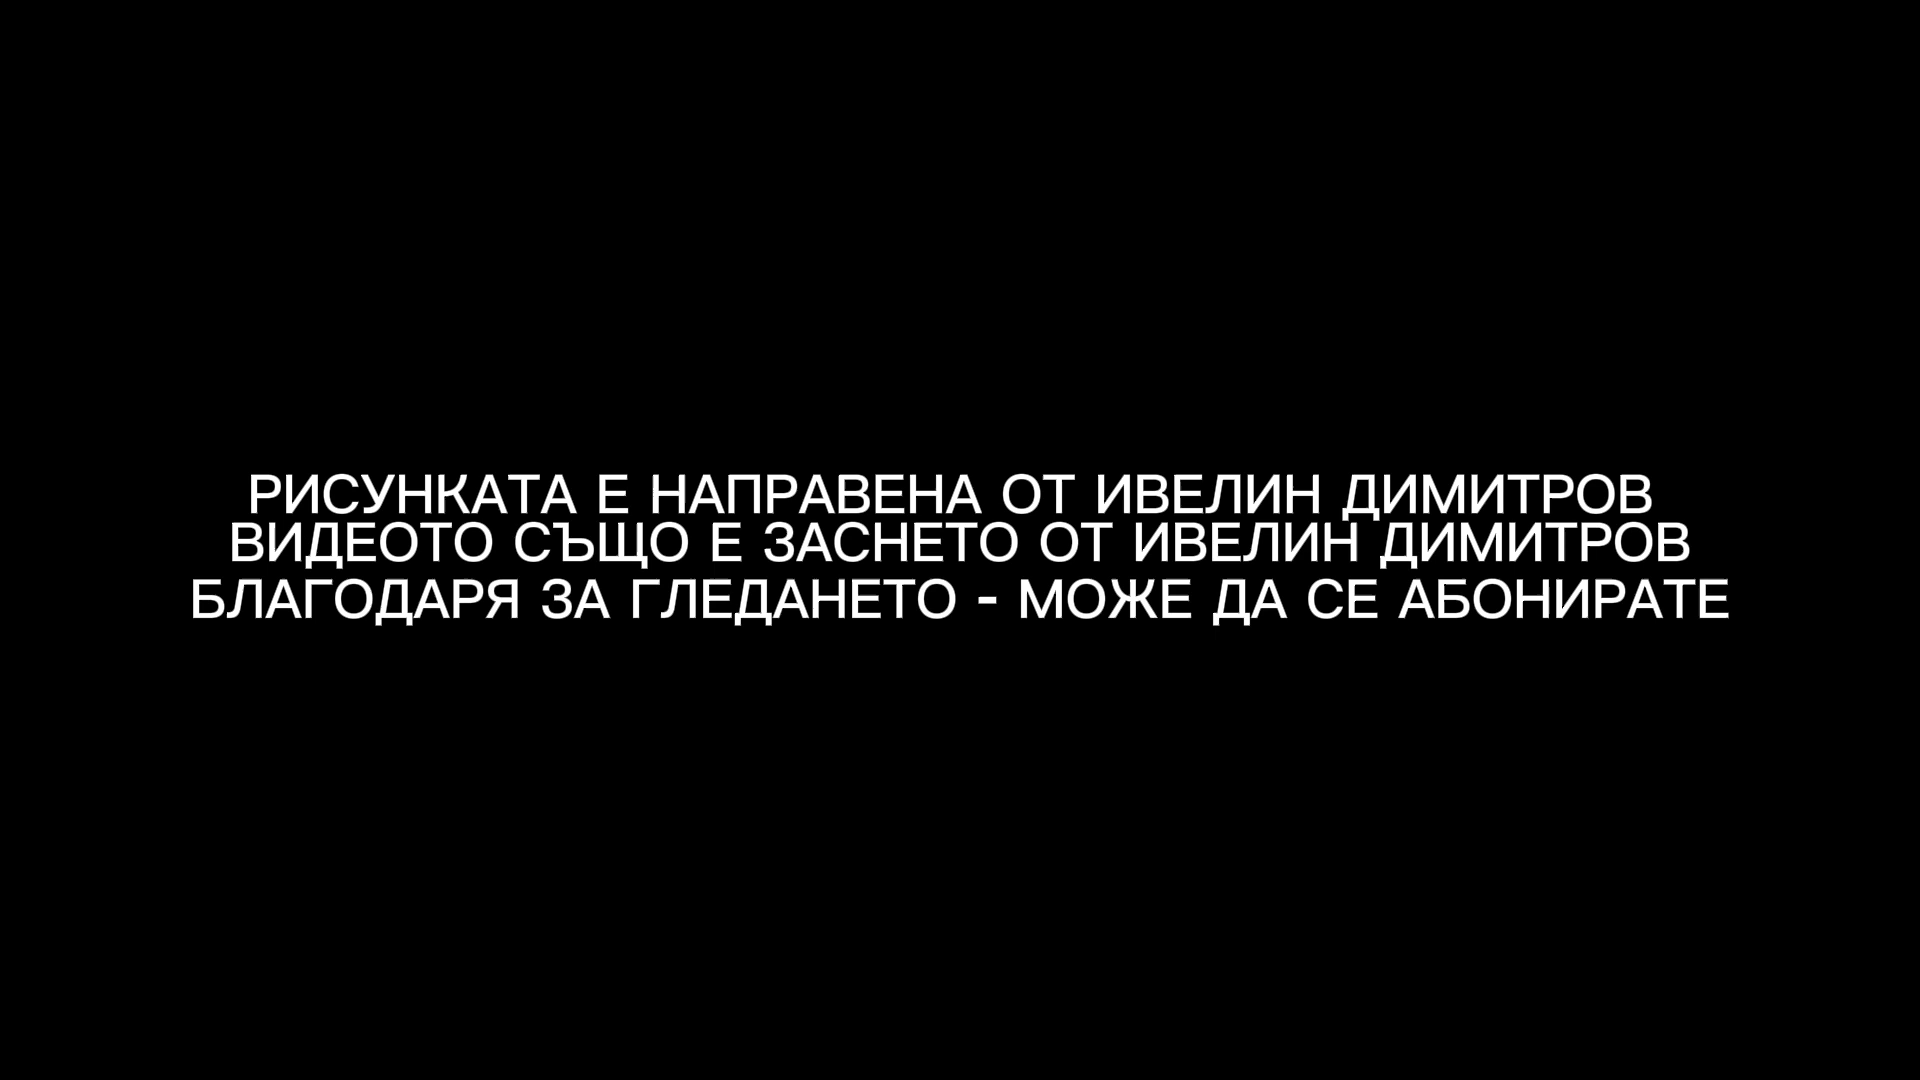 РИСУНКАТА Е НАПРАВЕНА ОТ ИВЕЛИН ДИМИТРОВ
ВИДЕОТО СЪЩО Е ЗАСНЕТО ОТ ИВЕЛИН ДИМИТРОВ
БЛАГОДАРЯ ЗА ГЛЕДАНЕТО - МОЖЕ ДА СЕ АБОНИРАТЕ